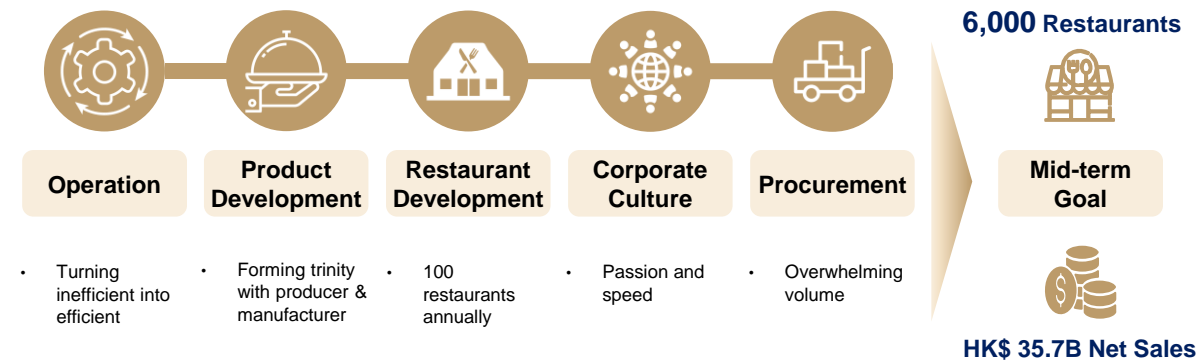 6,000 Restaurants
Operation
Product
Development
Restaurant
Development
Corporate
Culture
Procurement
Mid-term
Goal
• Turning
inefficient into
efficient
• Forming trinity
with producer &
manufacturer
• 100
restaurants
annually
• Passion and
speed
• Overwhelming
volume
$
HK$ 35.7B Net Sales